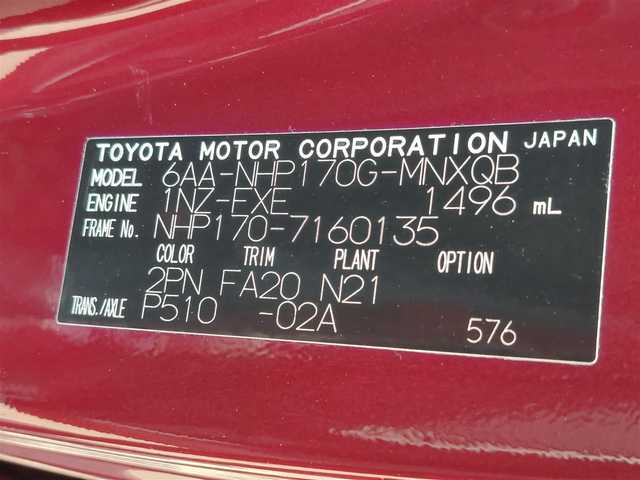 TOYOTA MOTOR CORPORATION JAPAN
MODEL 6AA-NHP170G-MNXQB
ENGINE 1NZ-EXE 1496 mL
FRAME No. NHP170-7160135
COLOR TRIM PLANT OPTION
2PN FA20 N21
TRANS./AXLE P510 -02A
576